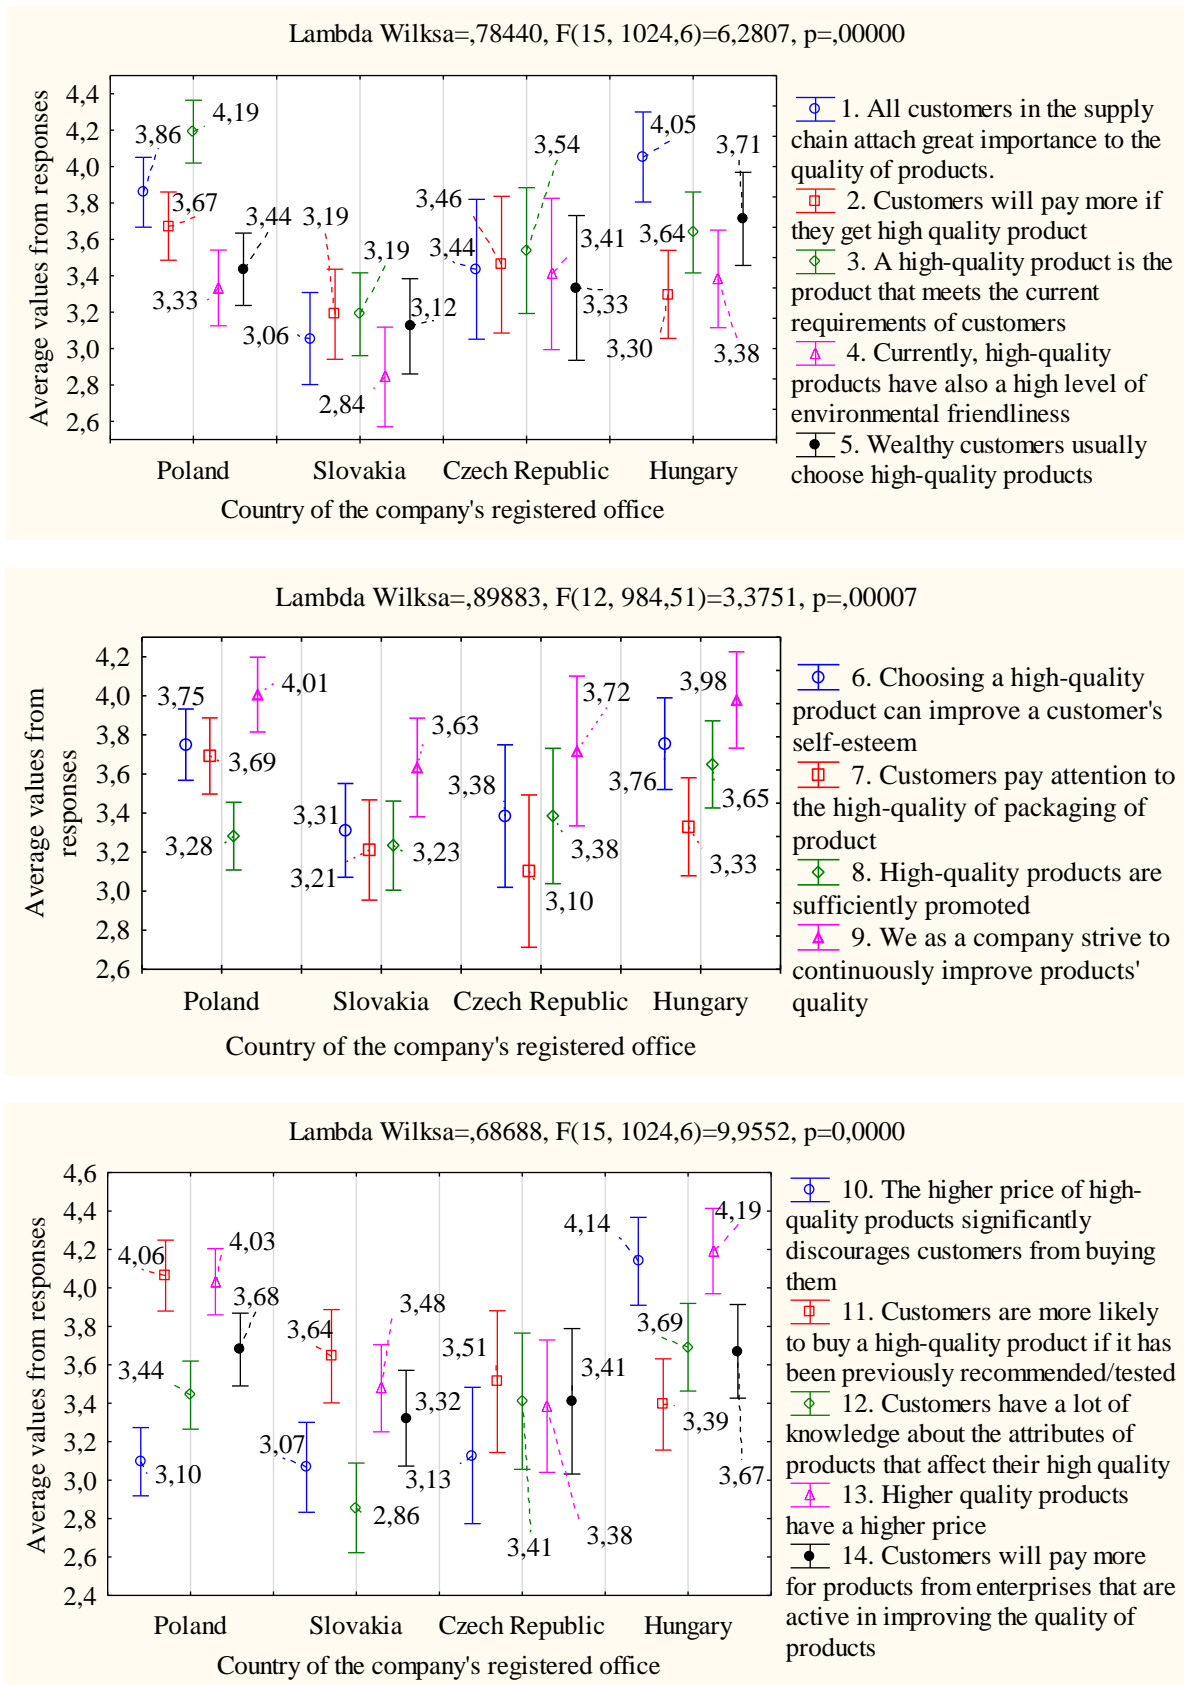 Lambda Wilksa=,78440, F(15, 1024,6)=6,2807, p=,00000
Average values from responses
4,4
4,2
4,0
3,8
3,6
3,4
3,2
3,0
2,8
2,6
3,86
4,19
3,67
3,44
3,33
3,19
3,19
3,06
3,12
2,84
3,46
3,54
3,44
3,41
3,33
4,05
3,71
3,64
3,30
3,38
Poland
Slovakia
Czech Republic
Hungary
Country of the company's registered office
1. All customers in the supply
chain attach great importance to the
quality of products.
2. Customers will pay more if
they get high quality product
3. A high-quality product is the
product that meets the current
requirements of customers
4. Currently, high-quality
products have also a high level of
environmental friendliness
5. Wealthy customers usually
choose high-quality products
Lambda Wilksa=,89883, F(12, 984,51)=3,3751, p=,00007
Average values from
responses
4,2
4,0
3,8
3,6
3,4
3,2
3,0
2,8
2,6
3,75
4,01
3,69
3,28
3,63
3,31
3,21
3,23
3,72
3,38
3,38
3,10
3,98
3,76
3,65
3,33
Poland
Slovakia
Czech Republic
Hungary
Country of the company's registered office
6. Choosing a high-quality
product can improve a customer's
self-esteem
7. Customers pay attention to
the high-quality of packaging of
product
8. High-quality products are
sufficiently promoted
9. We as a company strive to
continuously improve products'
quality
Lambda Wilksa=,68688, F(15, 1024,6)=9,9552, p=0,0000
Average values from responses
4,6
4,4
4,2
4,0
3,8
3,6
3,4
3,2
3,0
2,8
2,6
2,4
4,06
4,03
3,68
3,44
3,10
3,48
3,64
3,32
3,07
2,86
3,51
3,41
3,13
3,41
3,38
4,14
4,19
3,69
3,39
3,67
Poland
Slovakia
Czech Republic
Hungary
Country of the company's registered office
10. The higher price of high-
quality products significantly
discourages customers from buying
them
11. Customers are more likely
to buy a high-quality product if it has
been previously recommended/tested
12. Customers have a lot of
knowledge about the attributes of
products that affect their high quality
13. Higher quality products
have a higher price
14. Customers will pay more
for products from enterprises that are
active in improving the quality of
products